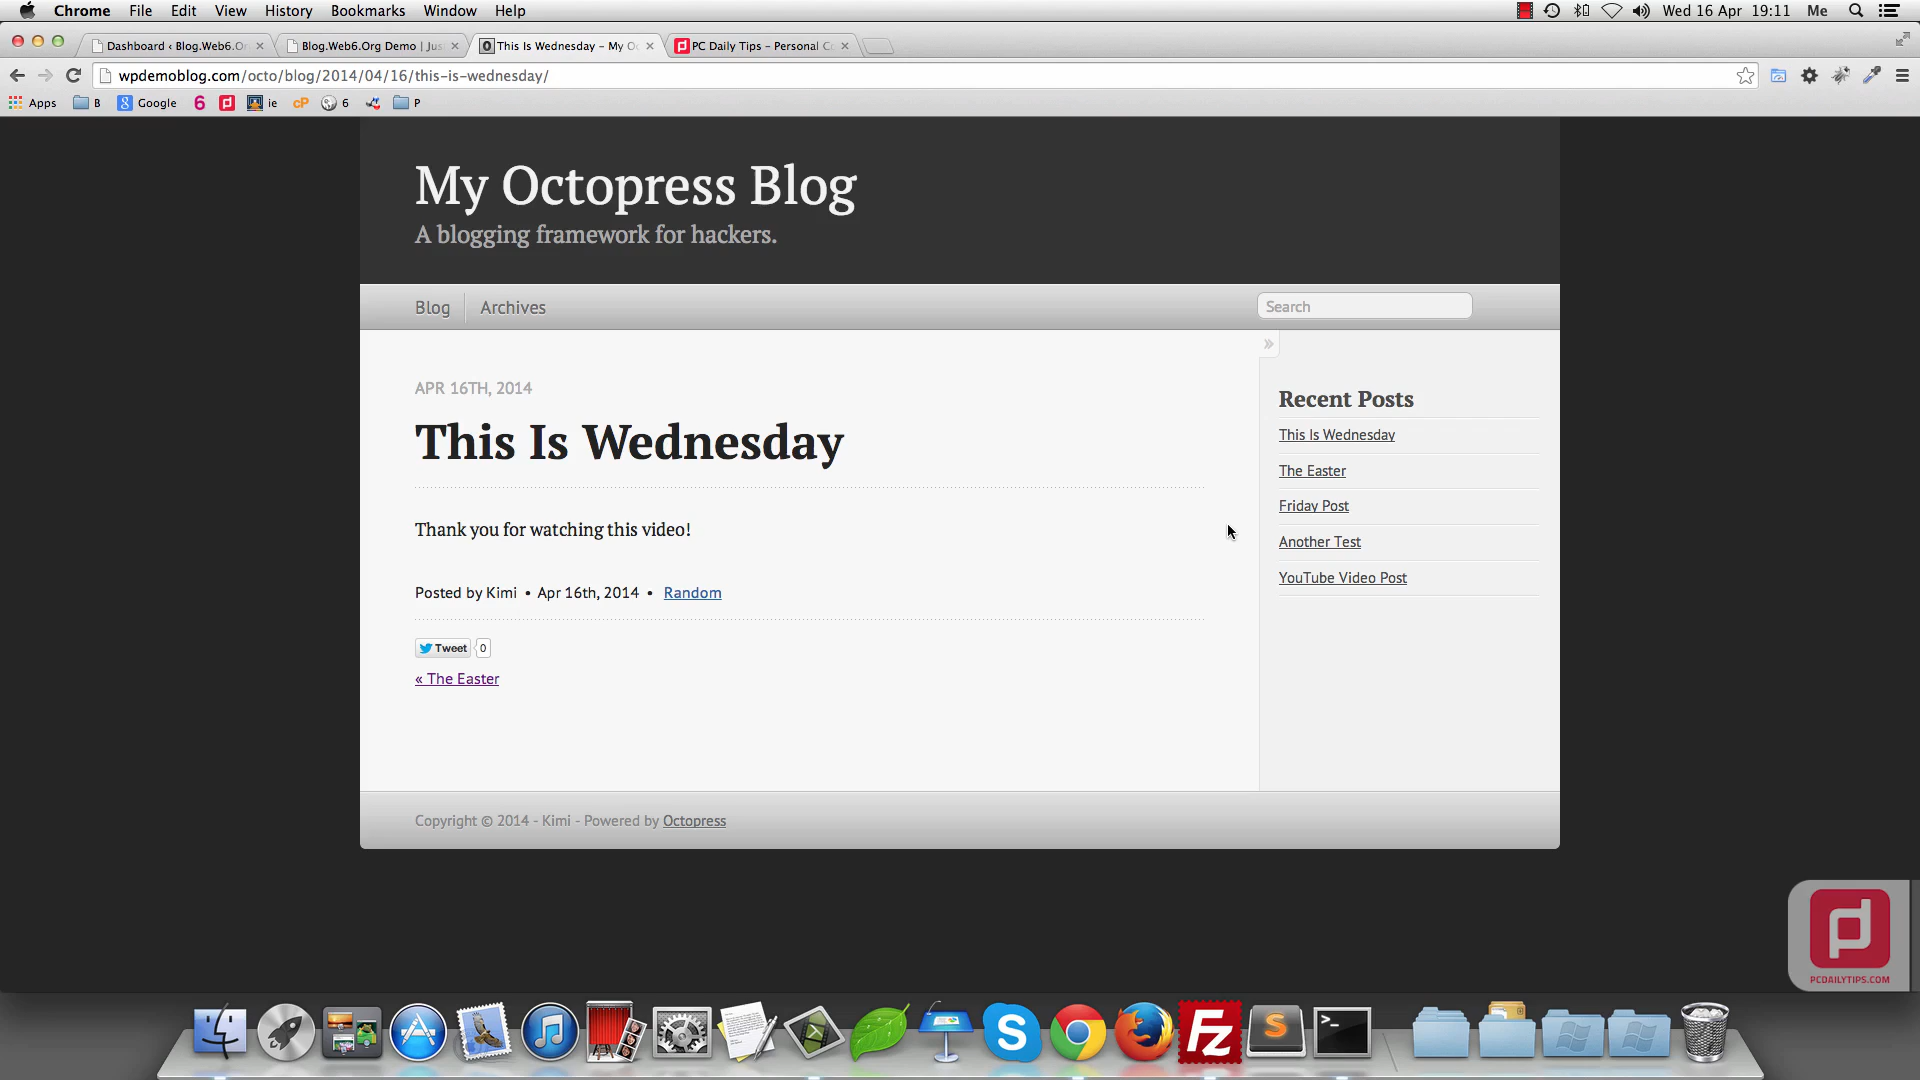 Chrome File Edit View History Bookmarks Window Help Wed 16 Apr 19:11 Me
Dashboard ‹ Blog.Web6.Or Blog.Web6.Org Demo | Jus This Is Wednesday – My O PC Daily Tips – Personal C
wpdemoblog.com/octo/blog/2014/04/16/this-is-wednesday/
Apps B Google 6 ie cP 6 P
My Octopress Blog
A blogging framework for hackers.
Blog Archives Search
»
APR 16TH, 2014
This Is Wednesday
Thank you for watching this video!
Posted by Kimi • Apr 16th, 2014 • Random
Tweet 0
« The Easter
Recent Posts
This Is Wednesday
The Easter
Friday Post
Another Test
YouTube Video Post
Copyright © 2014 - Kimi - Powered by Octopress
PCDAILYTIPS.COM